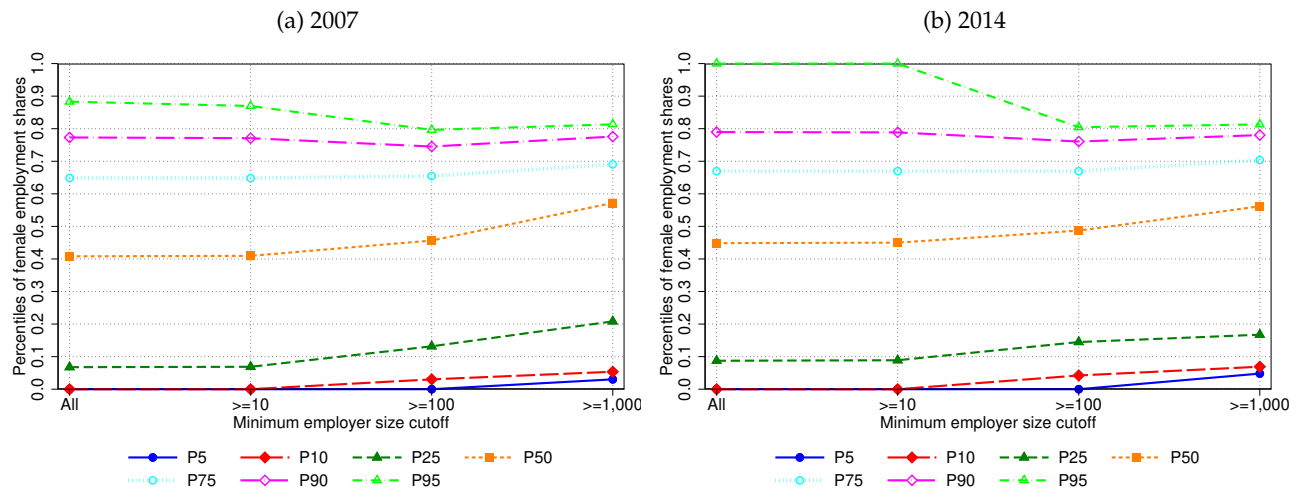 (a) 2007
Percentiles of female employment shares
1.0
0.9
0.8
0.7
0.6
0.5
0.4
0.3
0.2
0.1
0.0
All >=10 >=100 >=1,000
Minimum employer size cutoff
P5 P10 P25 P50
P75 P90 P95
(b) 2014
Percentiles of female employment shares
1.0
0.9
0.8
0.7
0.6
0.5
0.4
0.3
0.2
0.1
0.0
All >=10 >=100 >=1,000
Minimum employer size cutoff
P5 P10 P25 P50
P75 P90 P95